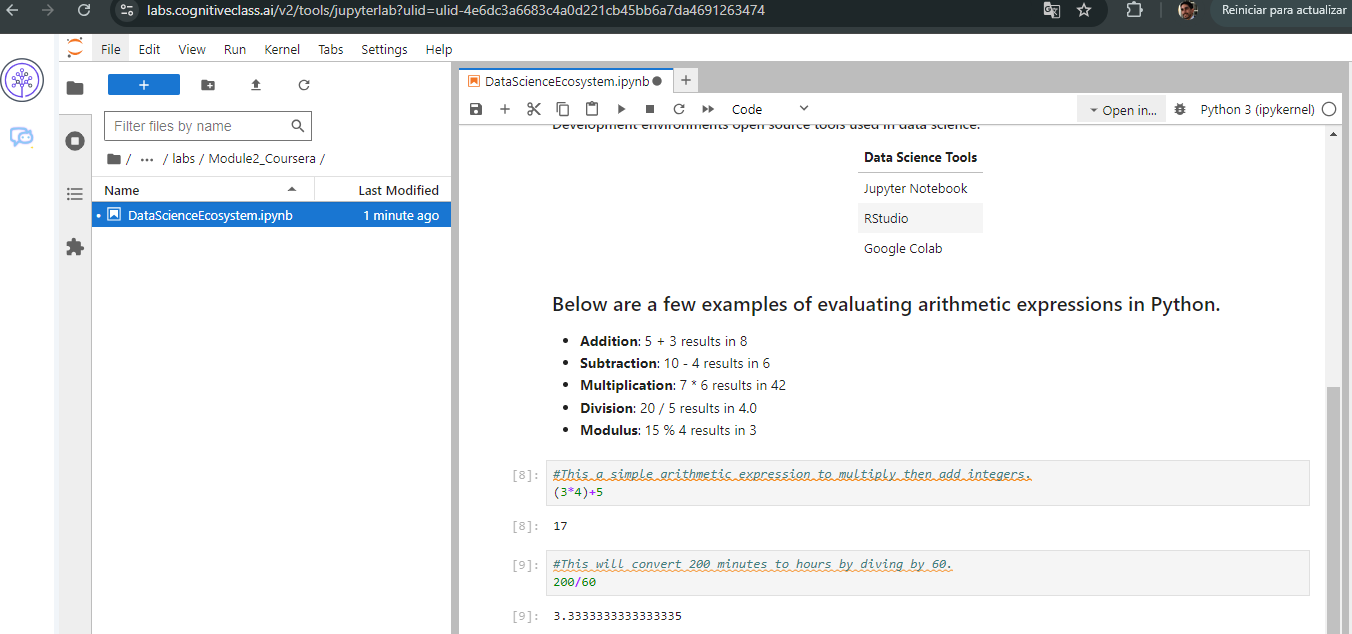 labs.cognitiveclass.ai/v2/tools/jupyterlab?ulid=ulid-4e6dc3a6683c4a0d221cb45bb6a7da4691263474
Reiniciar para actualizar
File Edit View Run Kernel Tabs Settings Help
DataScienceEcosystem.ipynb
Filter files by name
Code
Open in...
Python 3 (ipykernel)
/ ... / labs / Module2_Coursera /
Name Last Modified
DataScienceEcosystem.ipynb 1 minute ago
Development environments open source tools used in data science.
Data Science Tools
Jupyter Notebook
RStudio
Google Colab
Below are a few examples of evaluating arithmetic expressions in Python.
• Addition: 5 + 3 results in 8
• Subtraction: 10 - 4 results in 6
• Multiplication: 7 * 6 results in 42
• Division: 20 / 5 results in 4.0
• Modulus: 15 % 4 results in 3
[8]: #This a simple arithmetic expression to multiply then add integers.
(3*4)+5
[8]: 17
[9]: #This will convert 200 minutes to hours by diving by 60.
200/60
[9]: 3.3333333333333335